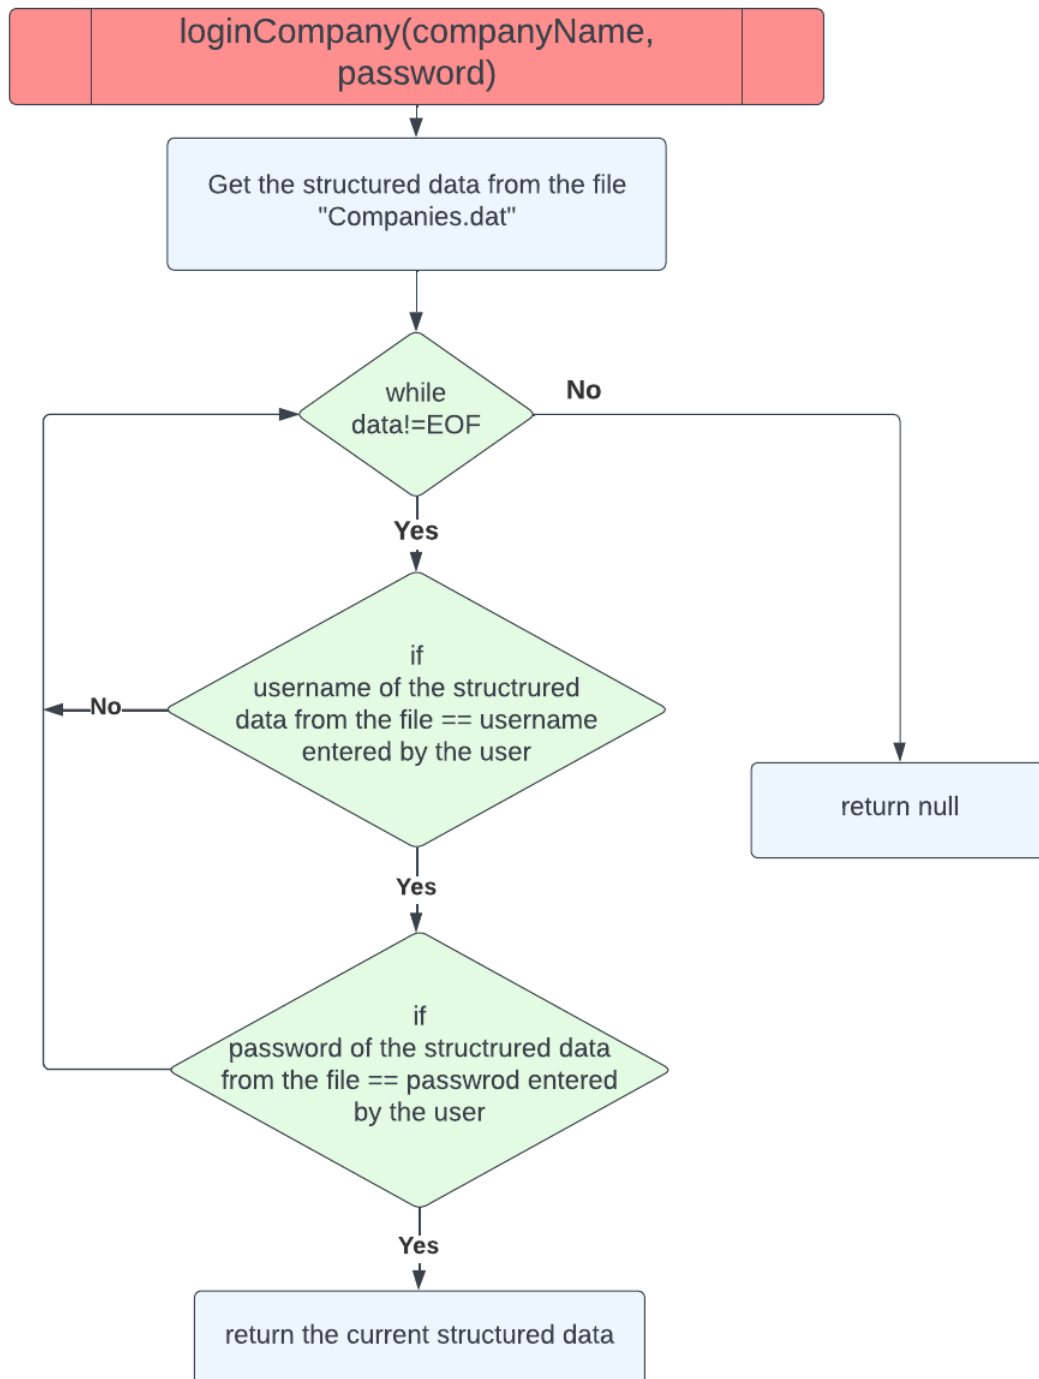 loginCompany(companyName,
password)
Get the structured data from the file
"Companies.dat"
while
data!=EOF
No
Yes
if
username of the structrured
data from the file == username
entered by the user
No
return null
Yes
if
password of the structrured data
from the file == passwrod entered
by the user
Yes
return the current structured data